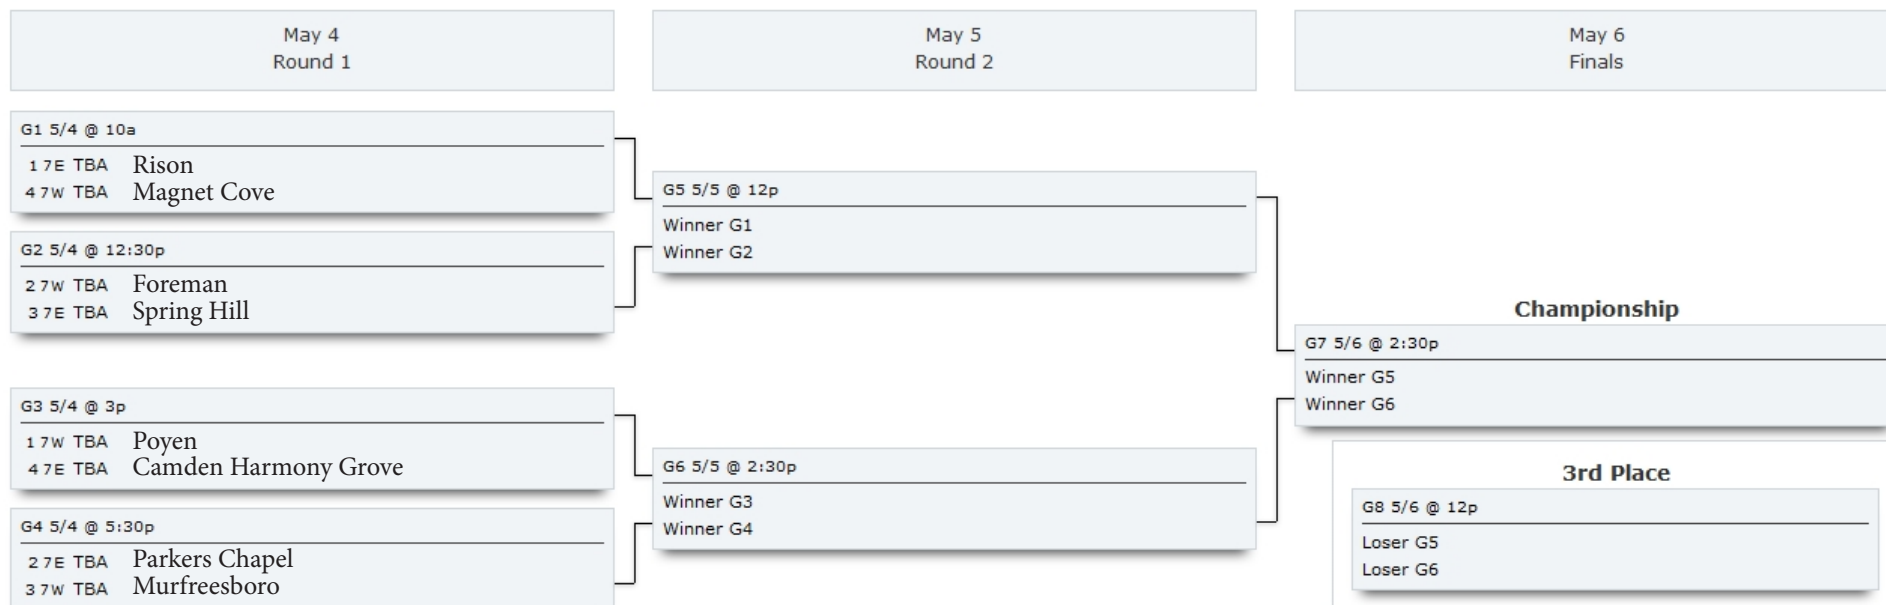 May 4
Round 1
May 5
Round 2
May 6
Finals
G1 5/4 @ 10a
1 7E TBA Rison
4 7W TBA Magnet Cove
G2 5/4 @ 12:30p
2 7W TBA Foreman
3 7E TBA Spring Hill
G3 5/4 @ 3p
1 7W TBA Poyen
4 7E TBA Camden Harmony Grove
G4 5/4 @ 5:30p
2 7E TBA Parkers Chapel
3 7W TBA Murfreesboro
G5 5/5 @ 12p
Winner G1
Winner G2
G6 5/5 @ 2:30p
Winner G3
Winner G4
Championship
G7 5/6 @ 2:30p
Winner G5
Winner G6
3rd Place
G8 5/6 @ 12p
Loser G5
Loser G6